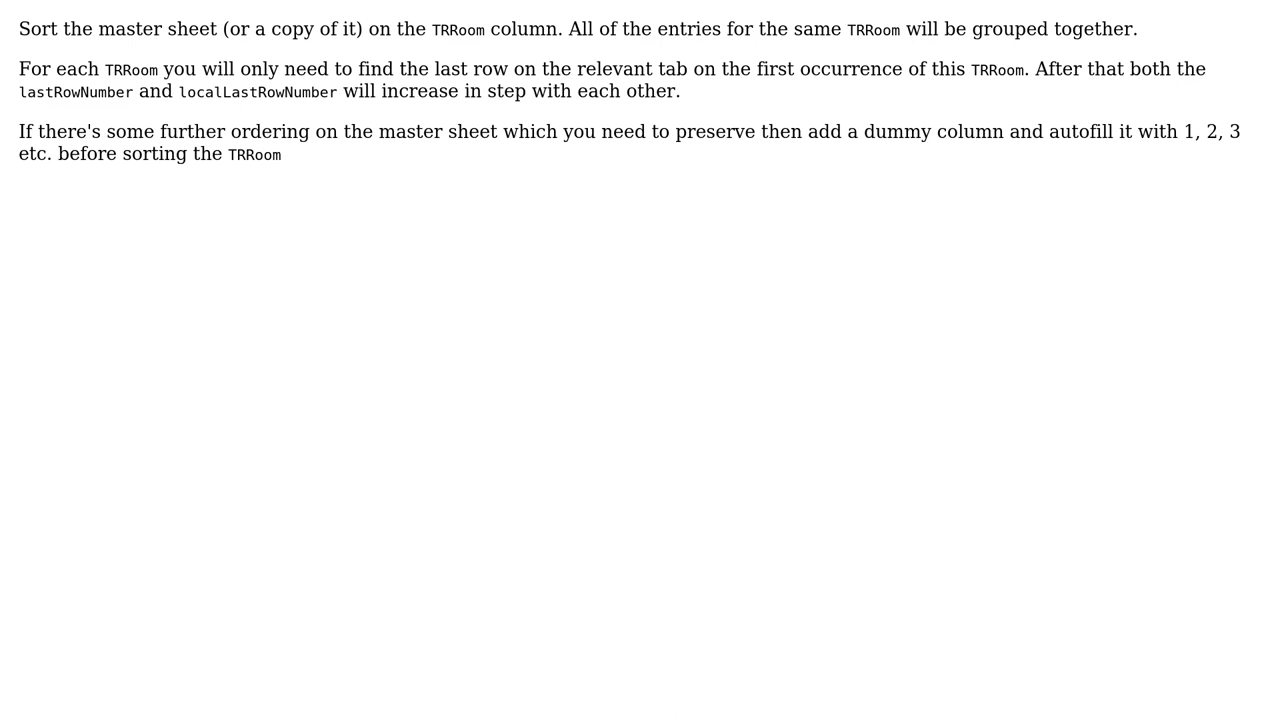 Sort the master sheet (or a copy of it) on the TRRoom column. All of the entries for the same TRRoom will be grouped together.
For each TRRoom you will only need to find the last row on the relevant tab on the first occurrence of this TRRoom. After that both the
lastRowNumber and localLastRowNumber will increase in step with each other.
If there's some further ordering on the master sheet which you need to preserve then add a dummy column and autofill it with 1, 2, 3
etc. before sorting the TRRoom